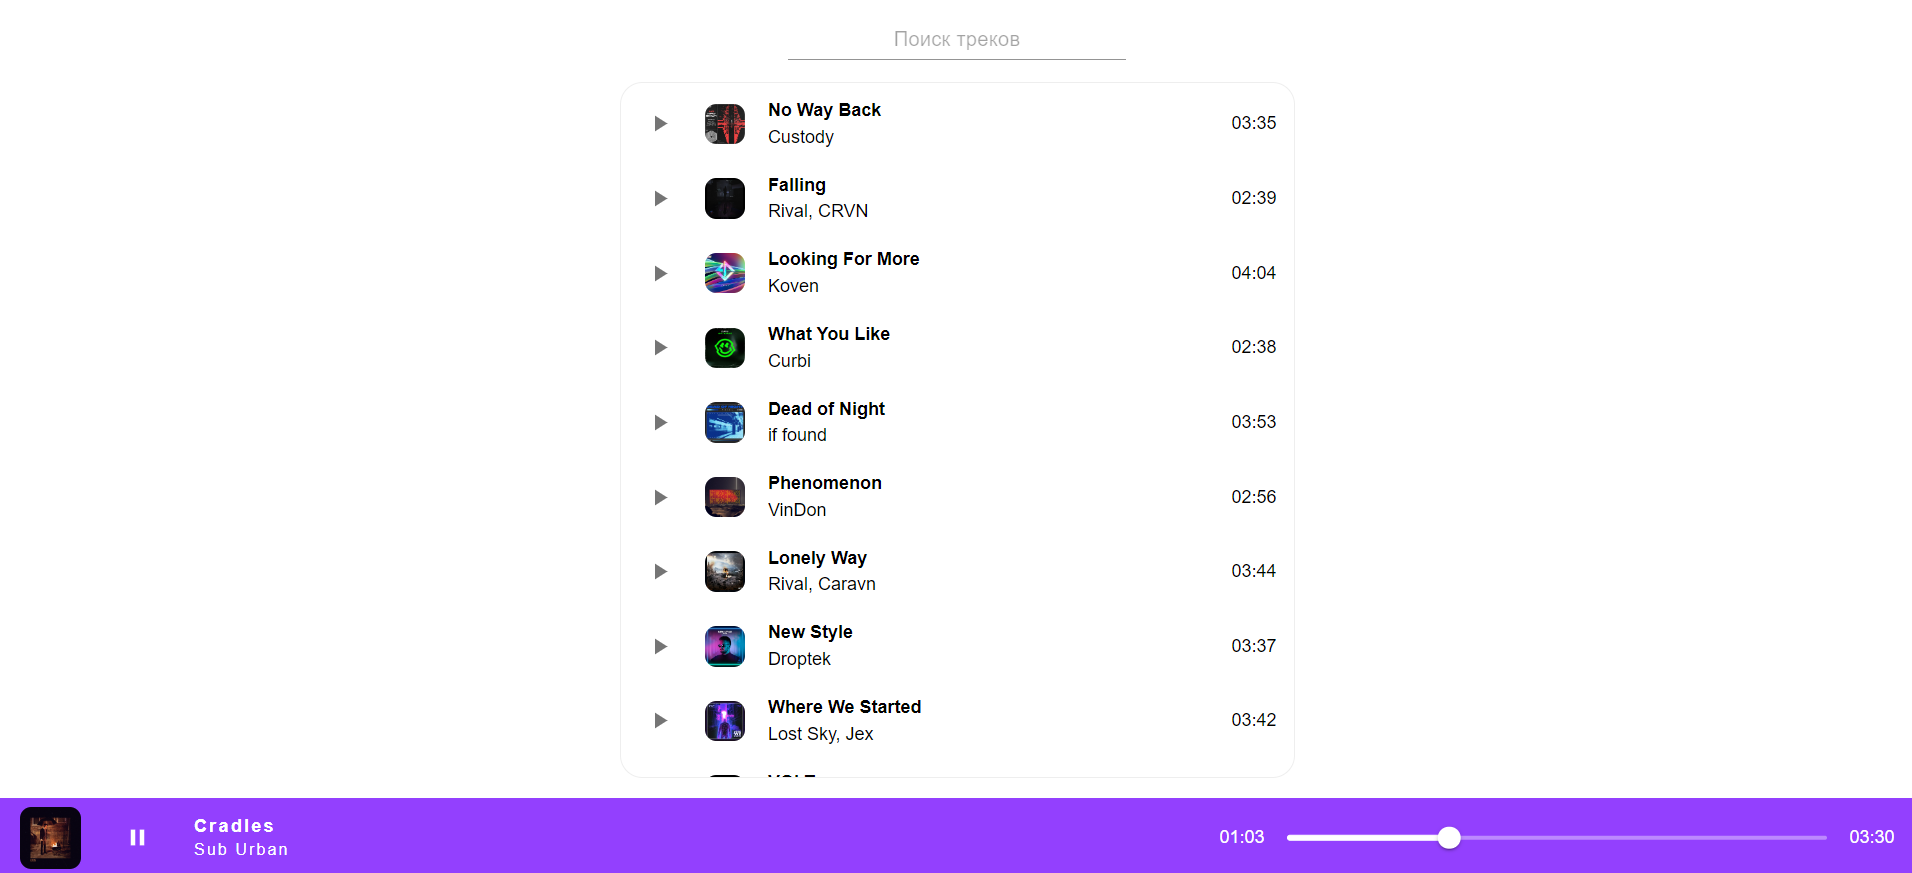 Поиск треков
No Way Back
Custody
03:35
Falling
Rival, CRVN
02:39
Looking For More
Koven
04:04
What You Like
Curbi
02:38
Dead of Night
if found
03:53
Phenomenon
VinDon
02:56
Lonely Way
Rival, Caravn
03:44
New Style
Droptek
03:37
Where We Started
Lost Sky, Jex
03:42
Cradles
Sub Urban
01:03
03:30